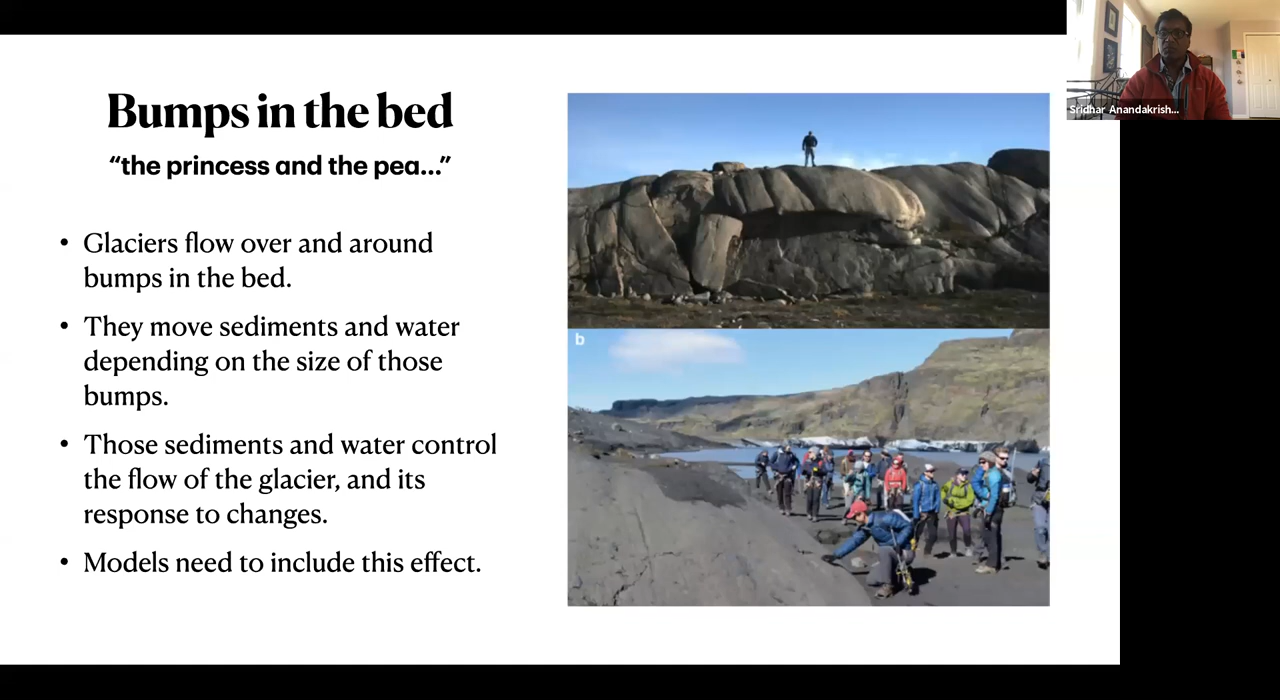 Bumps in the bed
“the princess and the pea...”
• Glaciers flow over and around
bumps in the bed.
• They move sediments and water
depending on the size of those
bumps.
• Those sediments and water control
the flow of the glacier, and its
response to changes.
• Models need to include this effect.
b
Sridhar Anandakrish...